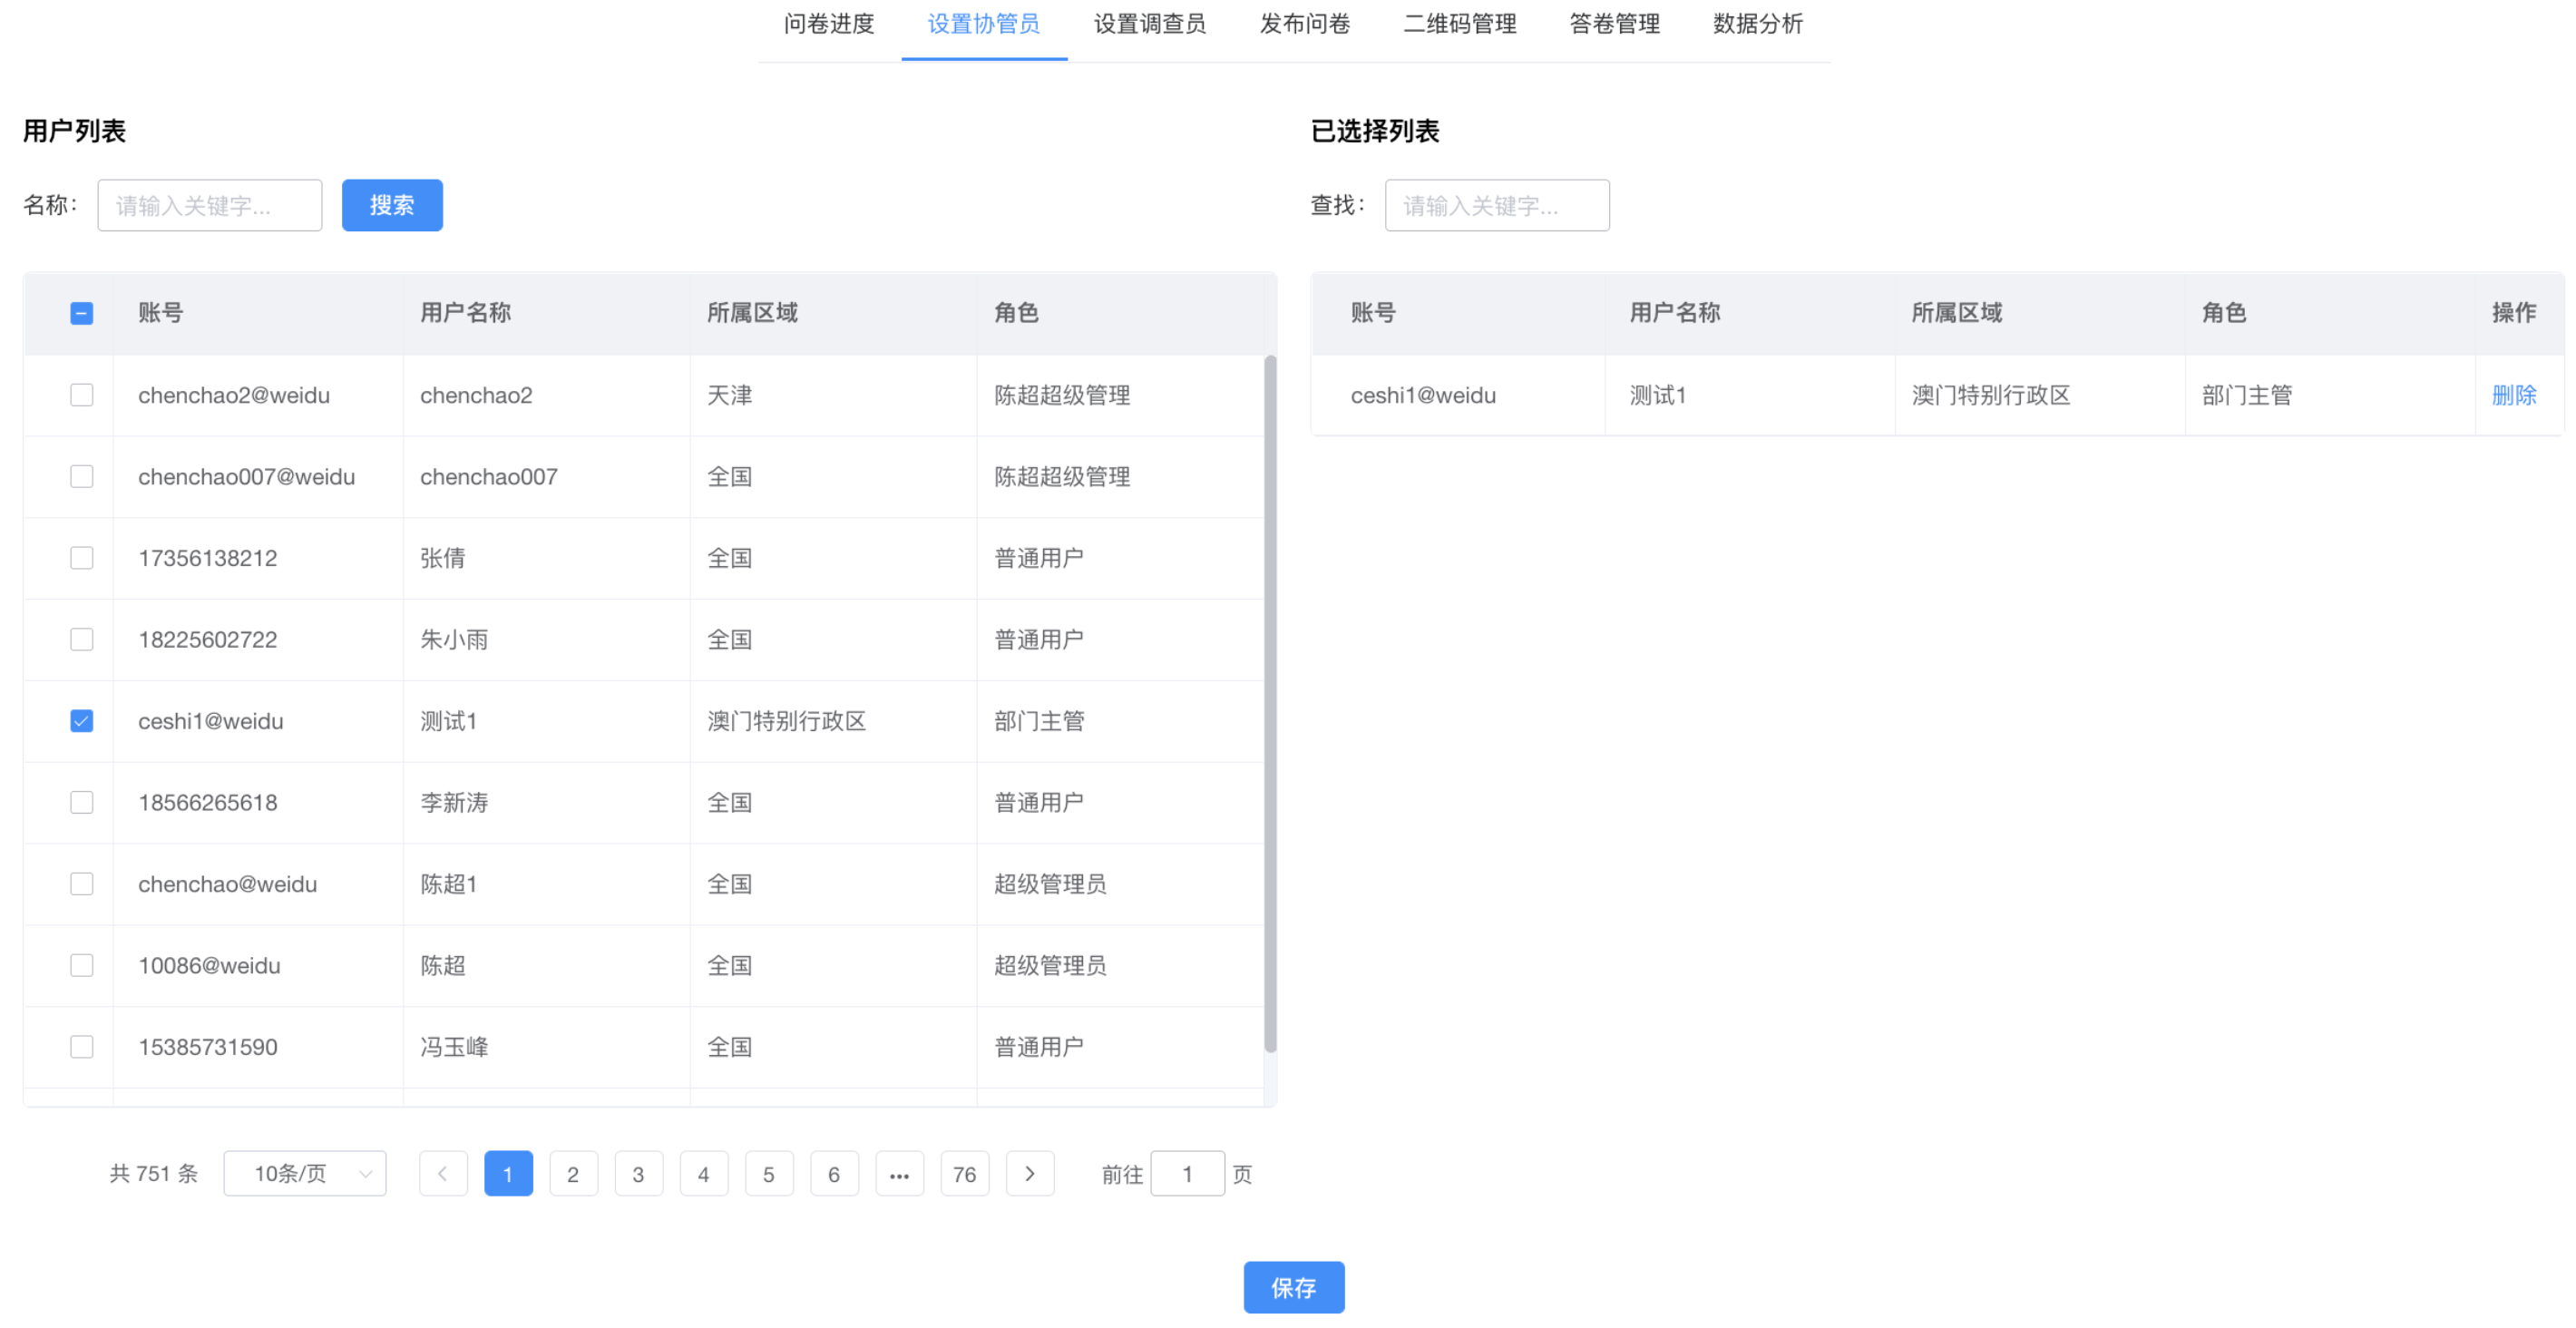 问卷进度 设置协管员 设置调查员 发布问卷 二维码管理 答卷管理 数据分析
用户列表
名称： 请输入关键字... 搜索
账号 用户名称 所属区域 角色
chenchao2@weidu chenchao2 天津 陈超超级管理
chenchao007@weidu chenchao007 全国 陈超超级管理
17356138212 张倩 全国 普通用户
18225602722 朱小雨 全国 普通用户
ceshi1@weidu 测试1 澳门特别行政区 部门主管
18566265618 李新涛 全国 普通用户
chenchao@weidu 陈超1 全国 超级管理员
10086@weidu 陈超 全国 超级管理员
15385731590 冯玉峰 全国 普通用户
共 751 条 10条/页 1 2 3 4 5 6 ••• 76 前往 1 页
已选择列表
查找： 请输入关键字...
账号 用户名称 所属区域 角色 操作
ceshi1@weidu 测试1 澳门特别行政区 部门主管 删除
保存